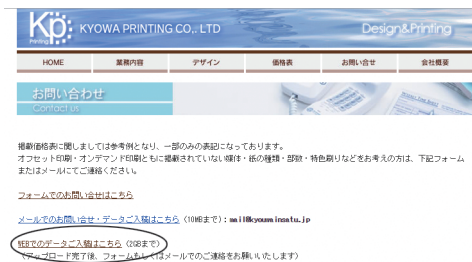 Kp:
Printing
KYOWA PRINTING CO,. LTD
Design&Printing
HOME 業務内容 デザイン 価格表 お問い合せ 会社概要
お問い合わせ
Contact us
掲載価格表に関しましては参考例となり、一部のみの表記になっております。
オフセット印刷・オンデマンド印刷ともに掲載されていない媒体・紙の種類・部数・特色刷りなどをお考えの方は、下記フォーム
またはメールにてご連絡ください。
フォームでのお問い合せはこちら
メールでのお問い合せ・データご入稿はこちら (10MBまで):
WEBでのデータご入稿はこちら (2GBまで)
(アップロード完了後、フォームもしくはメールでのご連絡をお願いいたします)